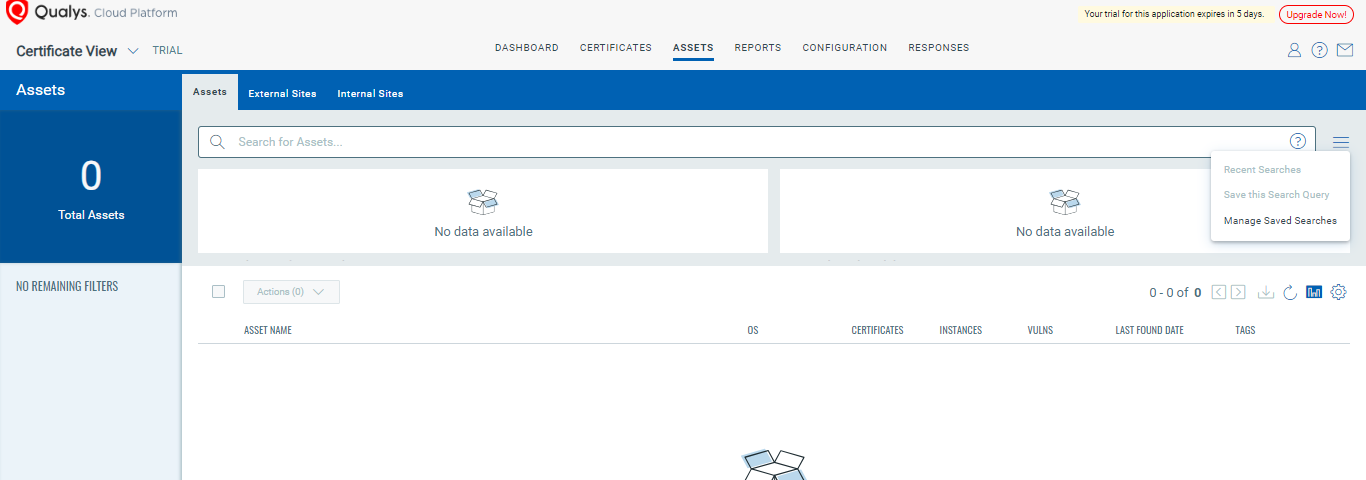 Qualys. Cloud Platform
Your trial for this application expires in 5 days.
Upgrade Now!
Certificate View
TRIAL
DASHBOARD
CERTIFICATES
ASSETS
REPORTS
CONFIGURATION
RESPONSES
Assets
Assets
External Sites
Internal Sites
0
Total Assets
Search for Assets...
Recent Searches
Save this Search Query
Manage Saved Searches
No data available
No data available
NO REMAINING FILTERS
Actions (0)
0 - 0 of 0
ASSET NAME
OS
CERTIFICATES
INSTANCES
VULNS
LAST FOUND DATE
TAGS